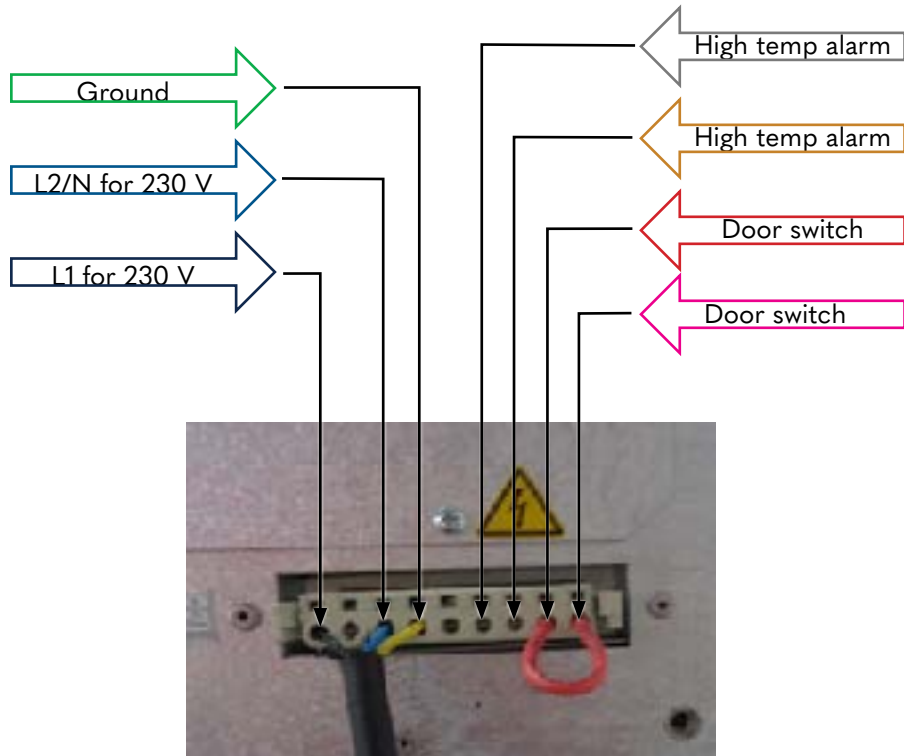 High temp alarm
Ground
High temp alarm
L2/N for 230 V
Door switch
L1 for 230 V
Door switch